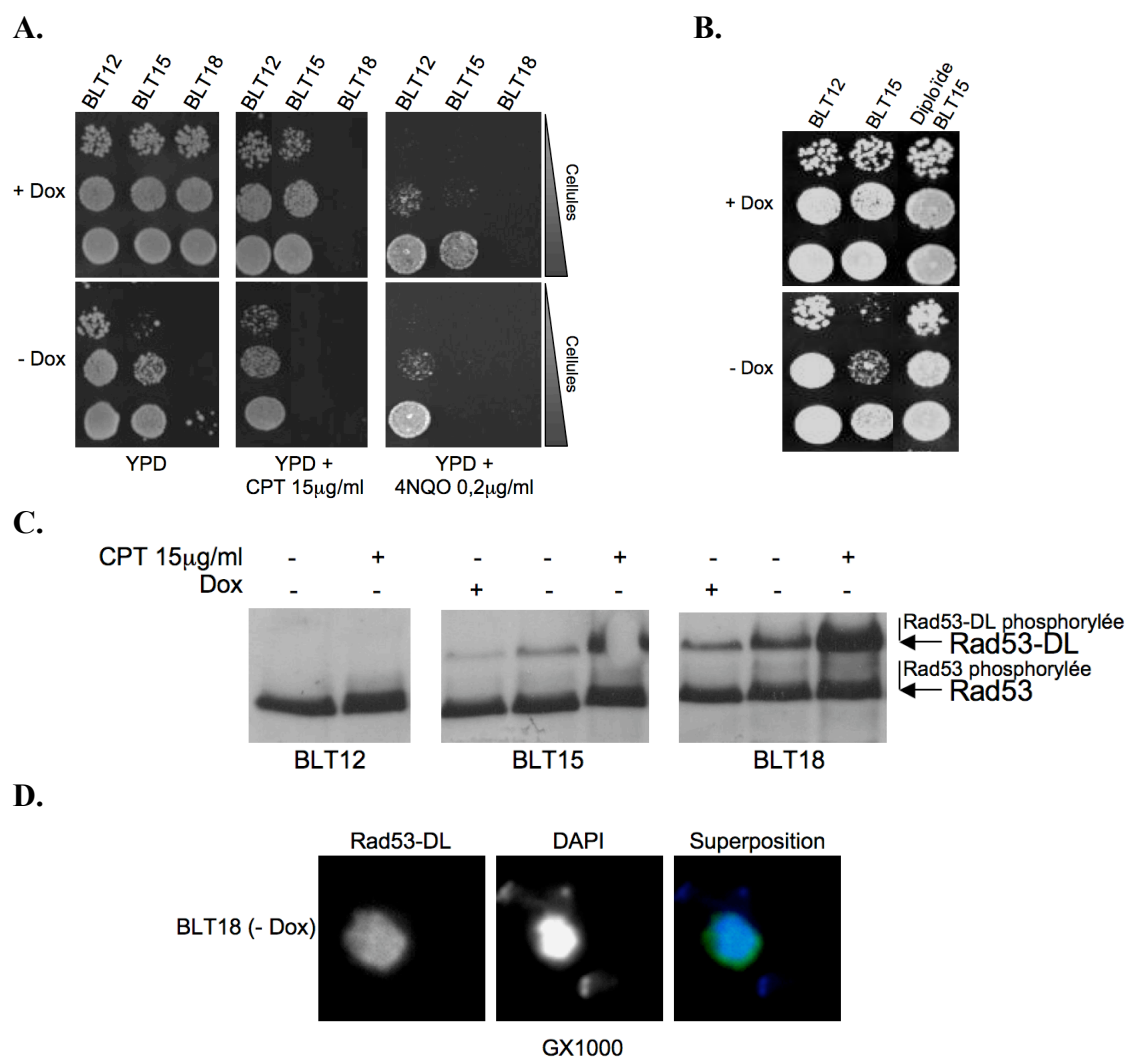 A.
BLT12 BLT15 BLT18 BLT12 BLT15 BLT18 BLT12 BLT15 BLT18
+ Dox
Cellules
- Dox
Cellules
YPD
YPD +
CPT 15µg/ml
YPD +
4NQO 0,2µg/ml
B.
BLT12 BLT15 Diploïde
BLT15
+ Dox
- Dox
C.
CPT 15µg/ml - + - - + - - +
Dox - - + - - + - -
Rad53-DL phosphorylée
Rad53-DL
Rad53 phosphorylée
Rad53
BLT12 BLT15 BLT18
D.
Rad53-DL DAPI Superposition
BLT18 (- Dox)
GX1000